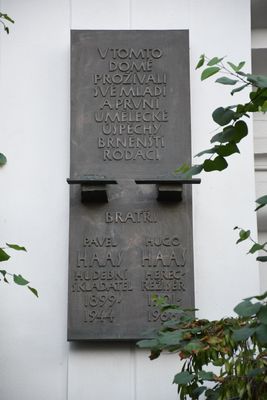 V TOMTO
DOMĚ
PROŽÍVALI
SVÉ MLÁDÍ
A PRVNÍ
UMĚLECKÉ
ÚSPĚCHY
BRNĚNŠTÍ
RODÁCI
BRATŘI
PAVEL
HAAS
HUDEBNÍ
SKLADATEL
1899-
1944
HUGO
HAAS
HEREC-
REŽISÉR
1901-